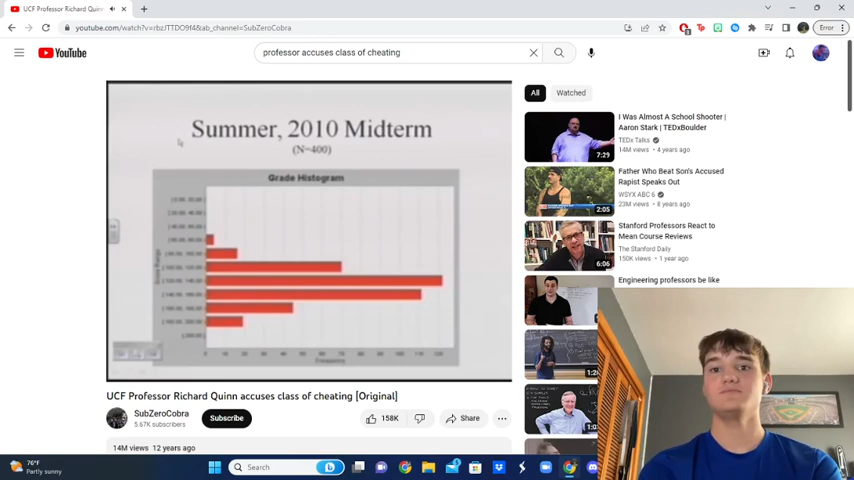 UCF Professor Richard Quinn
youtube.com/watch?v=rbzJTTDO9f4&ab_channel=SubZeroCobra
Error
YouTube
professor accuses class of cheating
Summer, 2010 Midterm
(N=400)
Grade Histogram
Frequency
UCF Professor Richard Quinn accuses class of cheating [Original]
SubZeroCobra
5.67K subscribers
Subscribe
158K
Share
14M views 12 years ago
All
Watched
I Was Almost A School Shooter |
Aaron Stark | TEDxBoulder
TEDx Talks
14M views • 4 years ago
7:29
Father Who Beat Son's Accused
Rapist Speaks Out
WSYX ABC 6
23M views • 8 years ago
2:05
Stanford Professors React to
Mean Course Reviews
The Stanford Daily
150K views • 1 year ago
6:06
Engineering professors be like
76°F
Partly sunny
Search